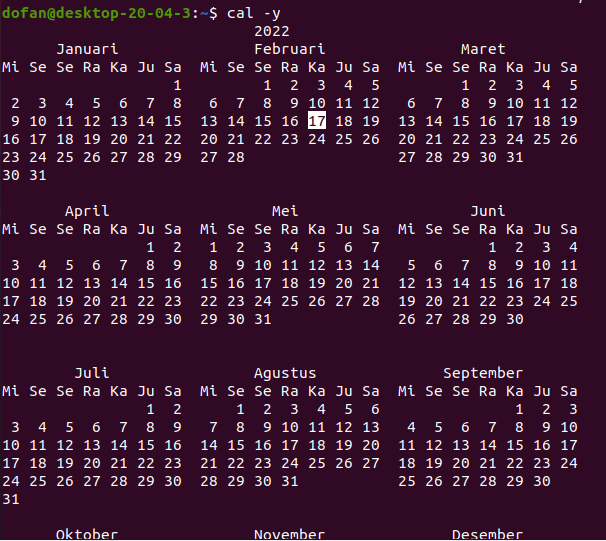 dofan@desktop-20-04-3:~$ cal -y
                            2022
      Januari               Februari               Maret
Mi Se Se Ra Ka Ju Sa  Mi Se Se Ra Ka Ju Sa  Mi Se Se Ra Ka Ju Sa
                   1         1  2  3  4  5         1  2  3  4  5
 2  3  4  5  6  7  8   6  7  8  9 10 11 12   6  7  8  9 10 11 12
 9 10 11 12 13 14 15  13 14 15 16 17 18 19  13 14 15 16 17 18 19
16 17 18 19 20 21 22  20 21 22 23 24 25 26  20 21 22 23 24 25 26
23 24 25 26 27 28 29  27 28                 27 28 29 30 31
30 31
       April                  Mei                   Juni
Mi Se Se Ra Ka Ju Sa  Mi Se Se Ra Ka Ju Sa  Mi Se Se Ra Ka Ju Sa
                1  2   1  2  3  4  5  6  7            1  2  3  4
 3  4  5  6  7  8  9   8  9 10 11 12 13 14   5  6  7  8  9 10 11
10 11 12 13 14 15 16  15 16 17 18 19 20 21  12 13 14 15 16 17 18
17 18 19 20 21 22 23  22 23 24 25 26 27 28  19 20 21 22 23 24 25
24 25 26 27 28 29 30  29 30 31              26 27 28 29 30
        Juli                Agustus              September
Mi Se Se Ra Ka Ju Sa  Mi Se Se Ra Ka Ju Sa  Mi Se Se Ra Ka Ju Sa
                1  2      1  2  3  4  5  6               1  2  3
 3  4  5  6  7  8  9   7  8  9 10 11 12 13   4  5  6  7  8  9 10
10 11 12 13 14 15 16  14 15 16 17 18 19 20  11 12 13 14 15 16 17
17 18 19 20 21 22 23  21 22 23 24 25 26 27  18 19 20 21 22 23 24
24 25 26 27 28 29 30  28 29 30 31           25 26 27 28 29 30
31
      Oktober               November              Desember